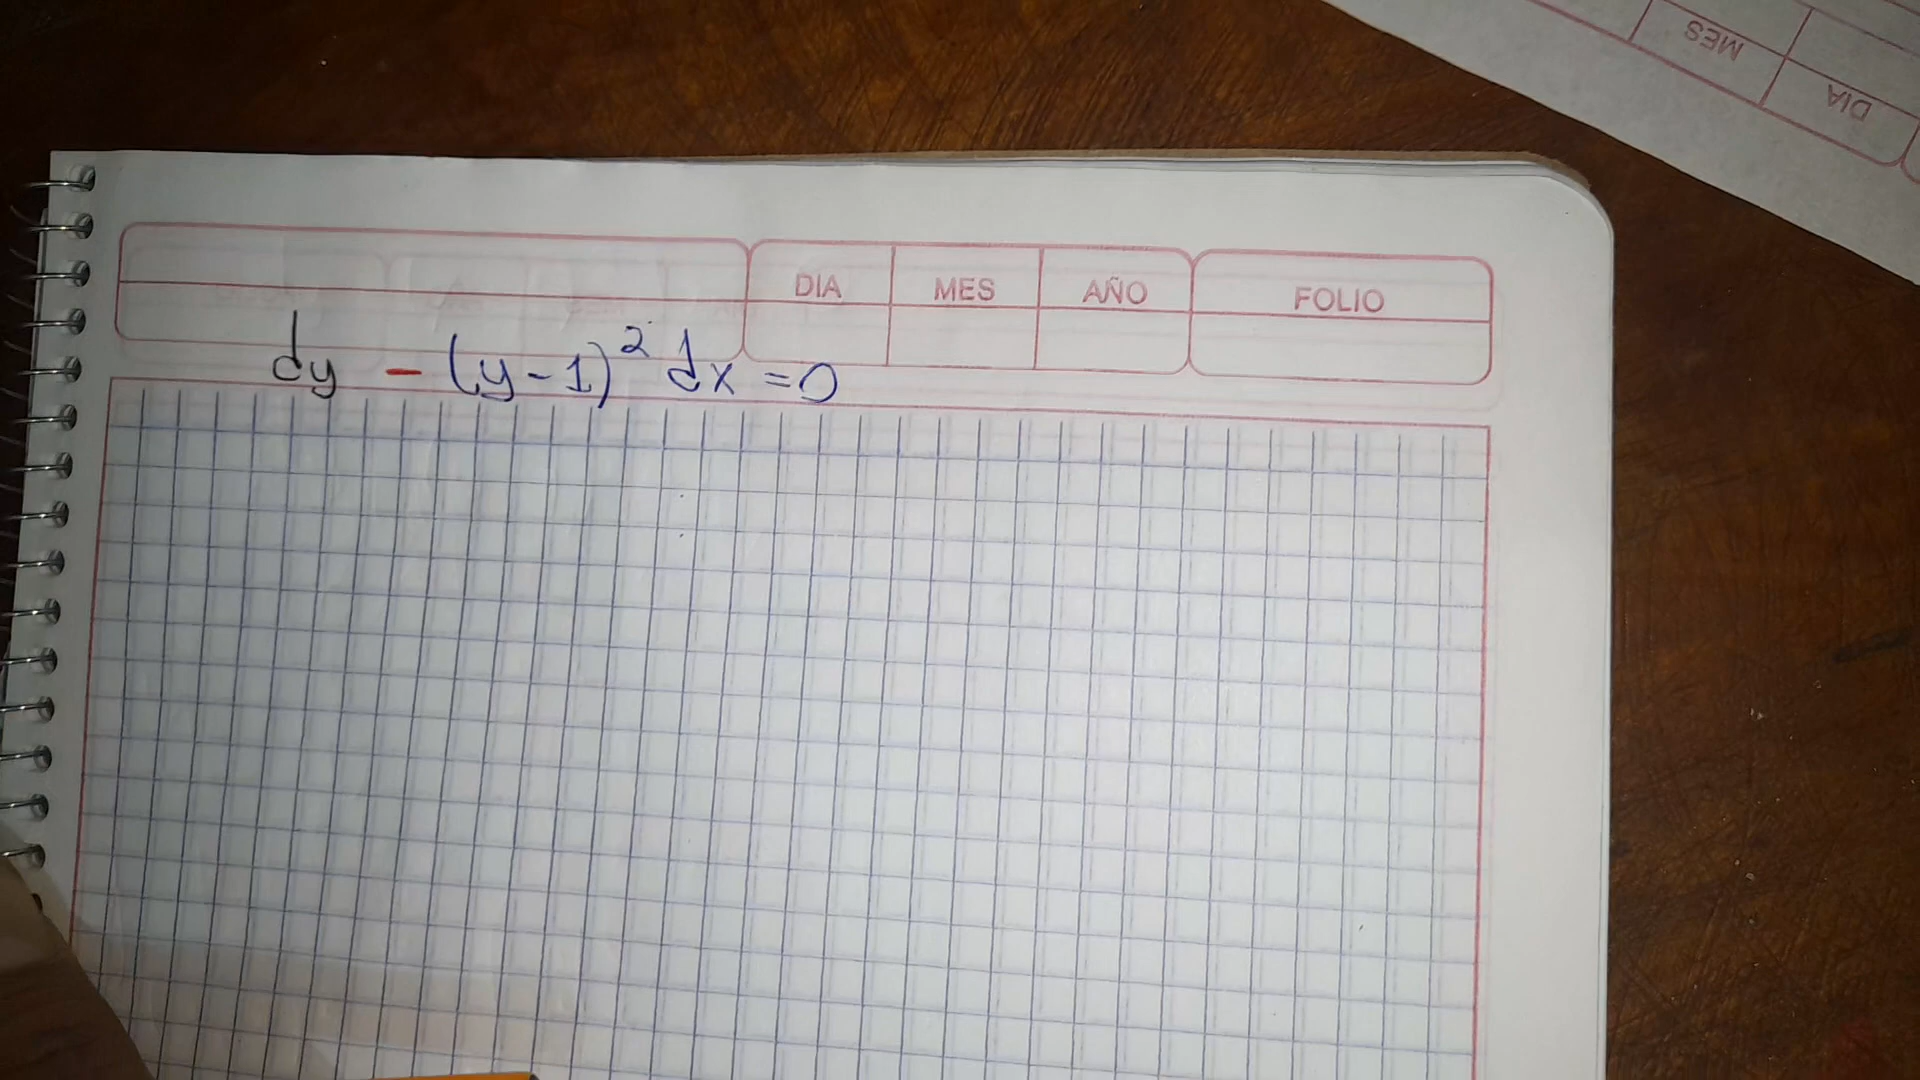 MES
DIA
DIA MES AÑO FOLIO
dy - (y-1)² dx = 0